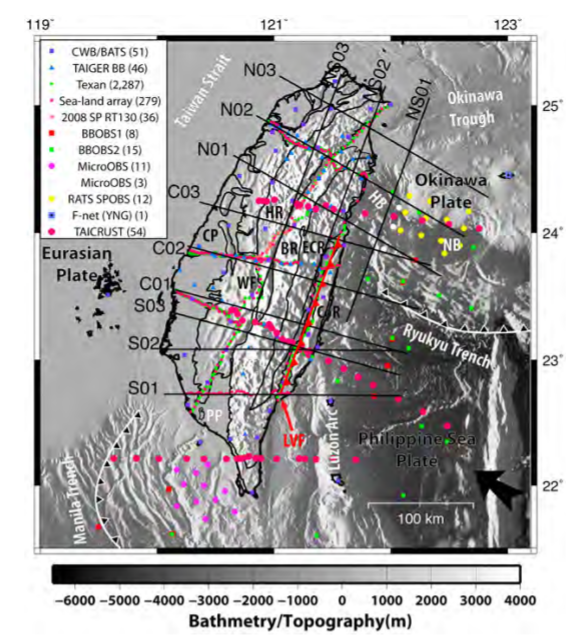 119°
121°
123°
CWB/BATS (51)
TAIGER BB (46)
Texan (2,287)
Sea-land array (279)
2008 SP RT130 (36)
BBOBS1 (8)
BBOBS2 (15)
MicroOBS (11)
MicroOBS (3)
RATS SPOBS (12)
F-net (YNG) (1)
TAICRUST (54)
Taiwan Strait
N03
NS03
S02
NS01
N02
N01
C03
Okinawa
Trough
25°
Okinawa
Plate
HB
NB
24°
HR
CP
BR
ECR
C02
Eurasian
Plate
WF
C01
S03
S02
S01
Ryukyu Trench
23°
PP
LVF
Luzon Arc
Philippine Sea
Plate
Manila Trench
22°
100 km
−6000 −5000 −4000 −3000 −2000 −1000 0 1000 2000 3000 4000
Bathmetry/Topography(m)